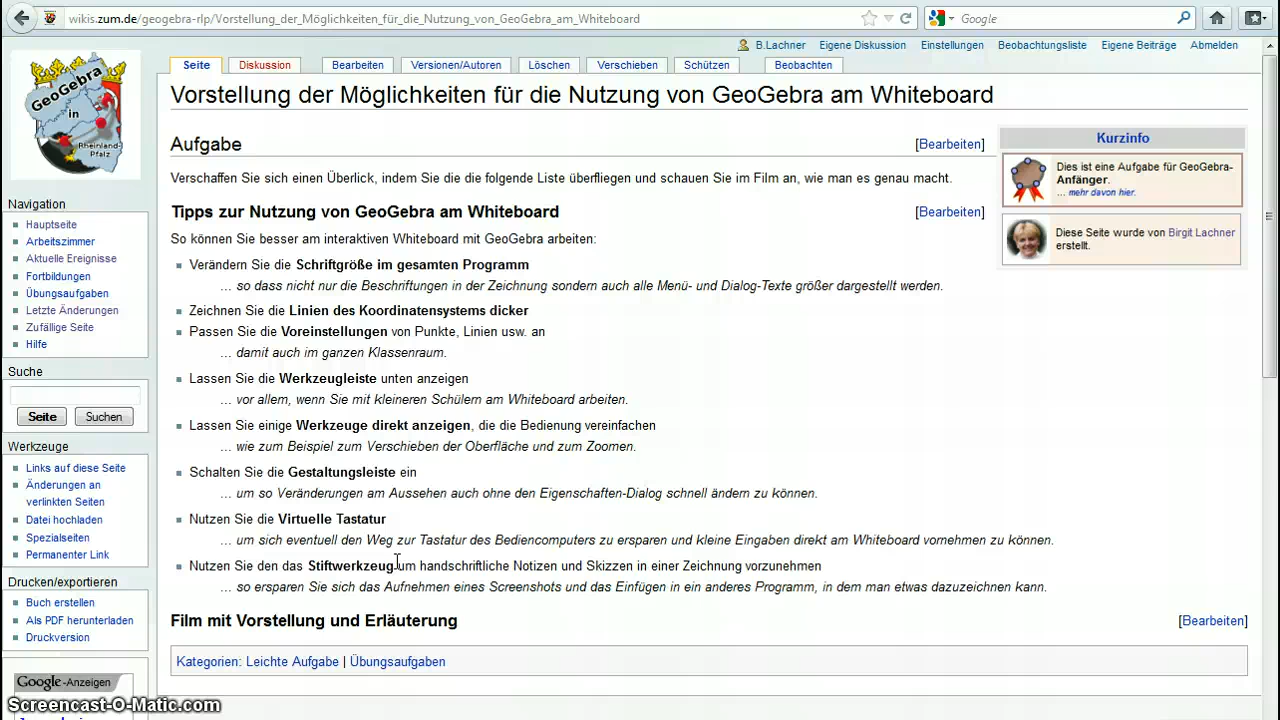 wikis.zum.de/geogebra-rlp/Vorstellung_der_Möglichkeiten_für_die_Nutzung_von_GeoGebra_am_Whiteboard
Google
B.Lachner Eigene Diskussion Einstellungen Beobachtungsliste Eigene Beiträge Abmelden
Seite Diskussion Bearbeiten Versionen/Autoren Löschen Verschieben Schützen Beobachten
GeoGebra
in
Rheinland-
Pfalz
Vorstellung der Möglichkeiten für die Nutzung von GeoGebra am Whiteboard
Aufgabe [Bearbeiten]
Verschaffen Sie sich einen Überlick, indem Sie die die folgende Liste überfliegen und schauen Sie im Film an, wie man es genau macht.
Tipps zur Nutzung von GeoGebra am Whiteboard [Bearbeiten]
So können Sie besser am interaktiven Whiteboard mit GeoGebra arbeiten:
Verändern Sie die Schriftgröße im gesamten Programm
... so dass nicht nur die Beschriftungen in der Zeichnung sondern auch alle Menü- und Dialog-Texte größer dargestellt werden.
Zeichnen Sie die Linien des Koordinatensystems dicker
Passen Sie die Voreinstellungen von Punkte, Linien usw. an
... damit auch im ganzen Klassenraum.
Lassen Sie die Werkzeugleiste unten anzeigen
... vor allem, wenn Sie mit kleineren Schülern am Whiteboard arbeiten.
Lassen Sie einige Werkzeuge direkt anzeigen, die die Bedienung vereinfachen
... wie zum Beispiel zum Verschieben der Oberfläche und zum Zoomen.
Schalten Sie die Gestaltungsleiste ein
... um so Veränderungen am Aussehen auch ohne den Eigenschaften-Dialog schnell ändern zu können.
Nutzen Sie die Virtuelle Tastatur
... um sich eventuell den Weg zur Tastatur des Bediencomputers zu ersparen und kleine Eingaben direkt am Whiteboard vornehmen zu können.
Nutzen Sie den das Stiftwerkzeug um handschriftliche Notizen und Skizzen in einer Zeichnung vorzunehmen
... so ersparen Sie sich das Aufnehmen eines Screenshots und das Einfügen in ein anderes Programm, in dem man etwas dazuzeichnen kann.
Film mit Vorstellung und Erläuterung [Bearbeiten]
Kategorien: Leichte Aufgabe | Übungsaufgaben
Kurzinfo
Dies ist eine Aufgabe für GeoGebra-
Anfänger.
... mehr davon hier.
Diese Seite wurde von Birgit Lachner
erstellt.
Navigation
Hauptseite
Arbeitszimmer
Aktuelle Ereignisse
Fortbildungen
Übungsaufgaben
Letzte Änderungen
Zufällige Seite
Hilfe
Suche
Seite Suchen
Werkzeuge
Links auf diese Seite
Änderungen an
verlinkten Seiten
Datei hochladen
Spezialseiten
Permanenter Link
Drucken/exportieren
Buch erstellen
Als PDF herunterladen
Druckversion
Google-Anzeigen
Screencast-O-Matic.com